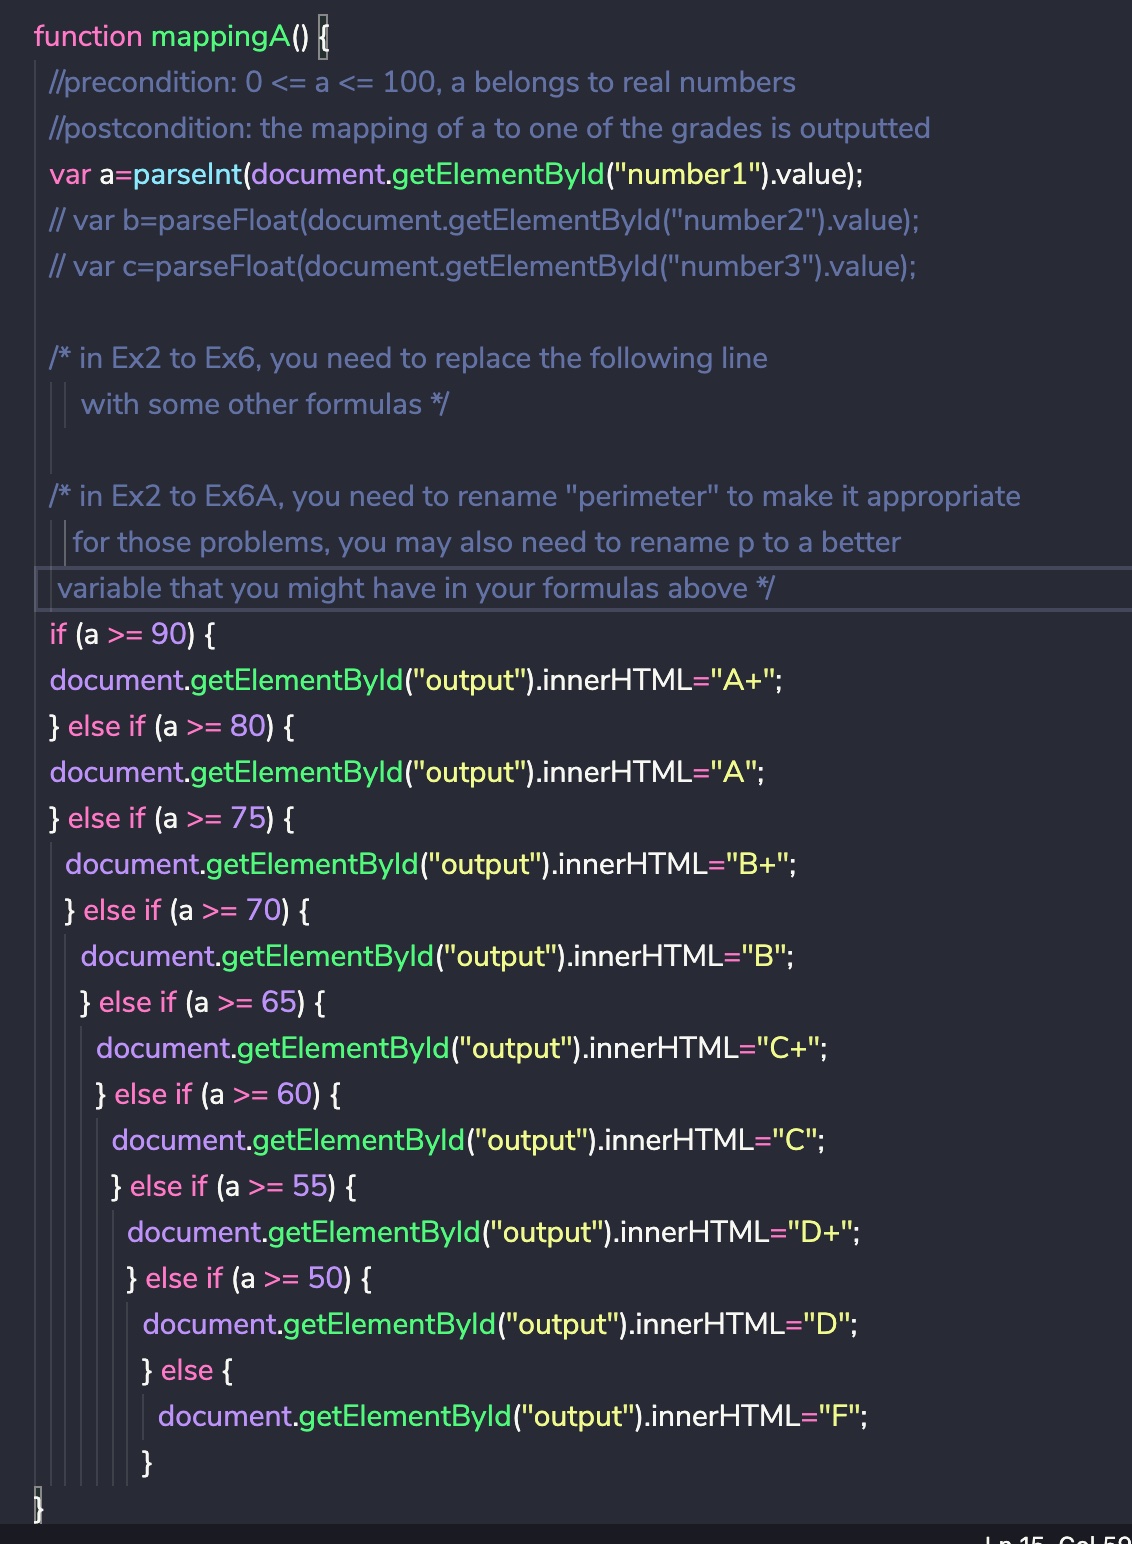 function mappingA() {
//precondition: 0 <= a <= 100, a belongs to real numbers
//postcondition: the mapping of a to one of the grades is outputted
var a=parseInt(document.getElementById("number1").value);
// var b=parseFloat(document.getElementById("number2").value);
// var c=parseFloat(document.getElementById("number3").value);
/* in Ex2 to Ex6, you need to replace the following line
with some other formulas */
/* in Ex2 to Ex6A, you need to rename "perimeter" to make it appropriate
for those problems, you may also need to rename p to a better
variable that you might have in your formulas above */
if (a >= 90) {
document.getElementById("output").innerHTML="A+";
} else if (a >= 80) {
document.getElementById("output").innerHTML="A";
} else if (a >= 75) {
document.getElementById("output").innerHTML="B+";
} else if (a >= 70) {
document.getElementById("output").innerHTML="B";
} else if (a >= 65) {
document.getElementById("output").innerHTML="C+";
} else if (a >= 60) {
document.getElementById("output").innerHTML="C";
} else if (a >= 55) {
document.getElementById("output").innerHTML="D+";
} else if (a >= 50) {
document.getElementById("output").innerHTML="D";
} else {
document.getElementById("output").innerHTML="F";
}
}